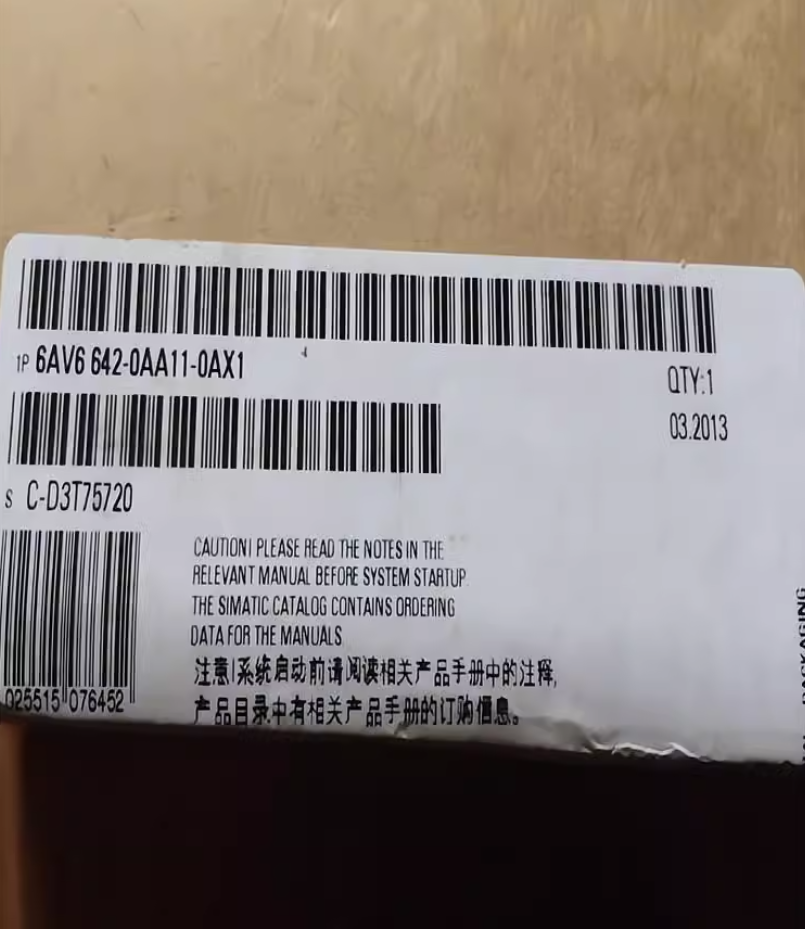 1P 6AV6 642-0AA11-0AX1
QTY:1
03.2013
S C-D3T75720
CAUTION! PLEASE READ THE NOTES IN THE
RELEVANT MANUAL BEFORE SYSTEM STARTUP.
THE SIMATIC CATALOG CONTAINS ORDERING
DATA FOR THE MANUALS
注意!系统启动前请阅读相关产品手册中的注释,
产品目录中有相关产品手册的订购信息。
025515 076452
PACKAGING